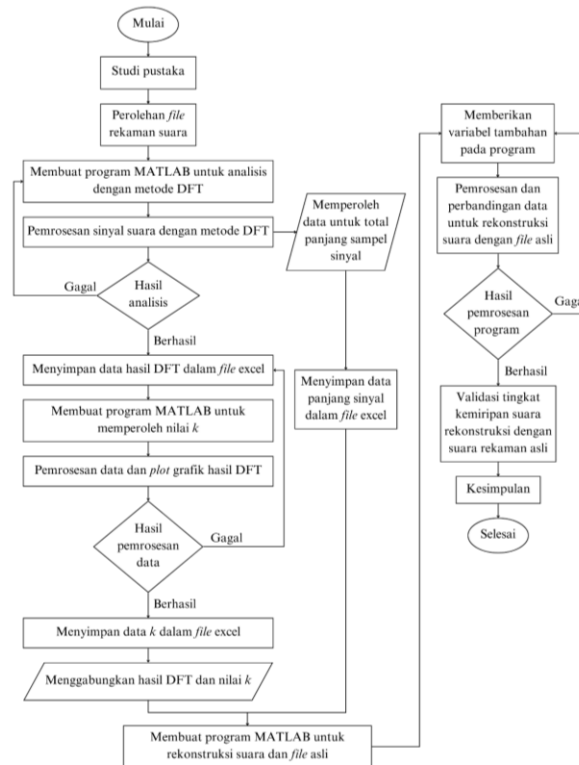 Mulai
Studi pustaka
Perolehan file
rekaman suara
Membuat program MATLAB untuk analisis
dengan metode DFT
Pemrosesan sinyal suara dengan metode DFT
Gagal
Hasil
analisis
Berhasil
Menyimpan data hasil DFT dalam file excel
Membuat program MATLAB untuk
memperoleh nilai k
Pemrosesan data dan plot grafik hasil DFT
Hasil
pemrosesan
data
Gagal
Berhasil
Menyimpan data k dalam file excel
Menggabungkan hasil DFT dan nilai k
Memperoleh
data untuk total
panjang sampel
sinyal
Menyimpan data
panjang sinyal
dalam file excel
Membuat program MATLAB untuk
rekonstruksi suara dan file asli
Memberikan
variabel tambahan
pada program
Pemrosesan dan
perbandingan data
untuk rekonstruksi
suara dengan file asli
Hasil
pemrosesan
program
Gaga
Berhasil
Validasi tingkat
kemiripan suara
rekonstruksi dengan
suara rekaman asli
Kesimpulan
Selesai